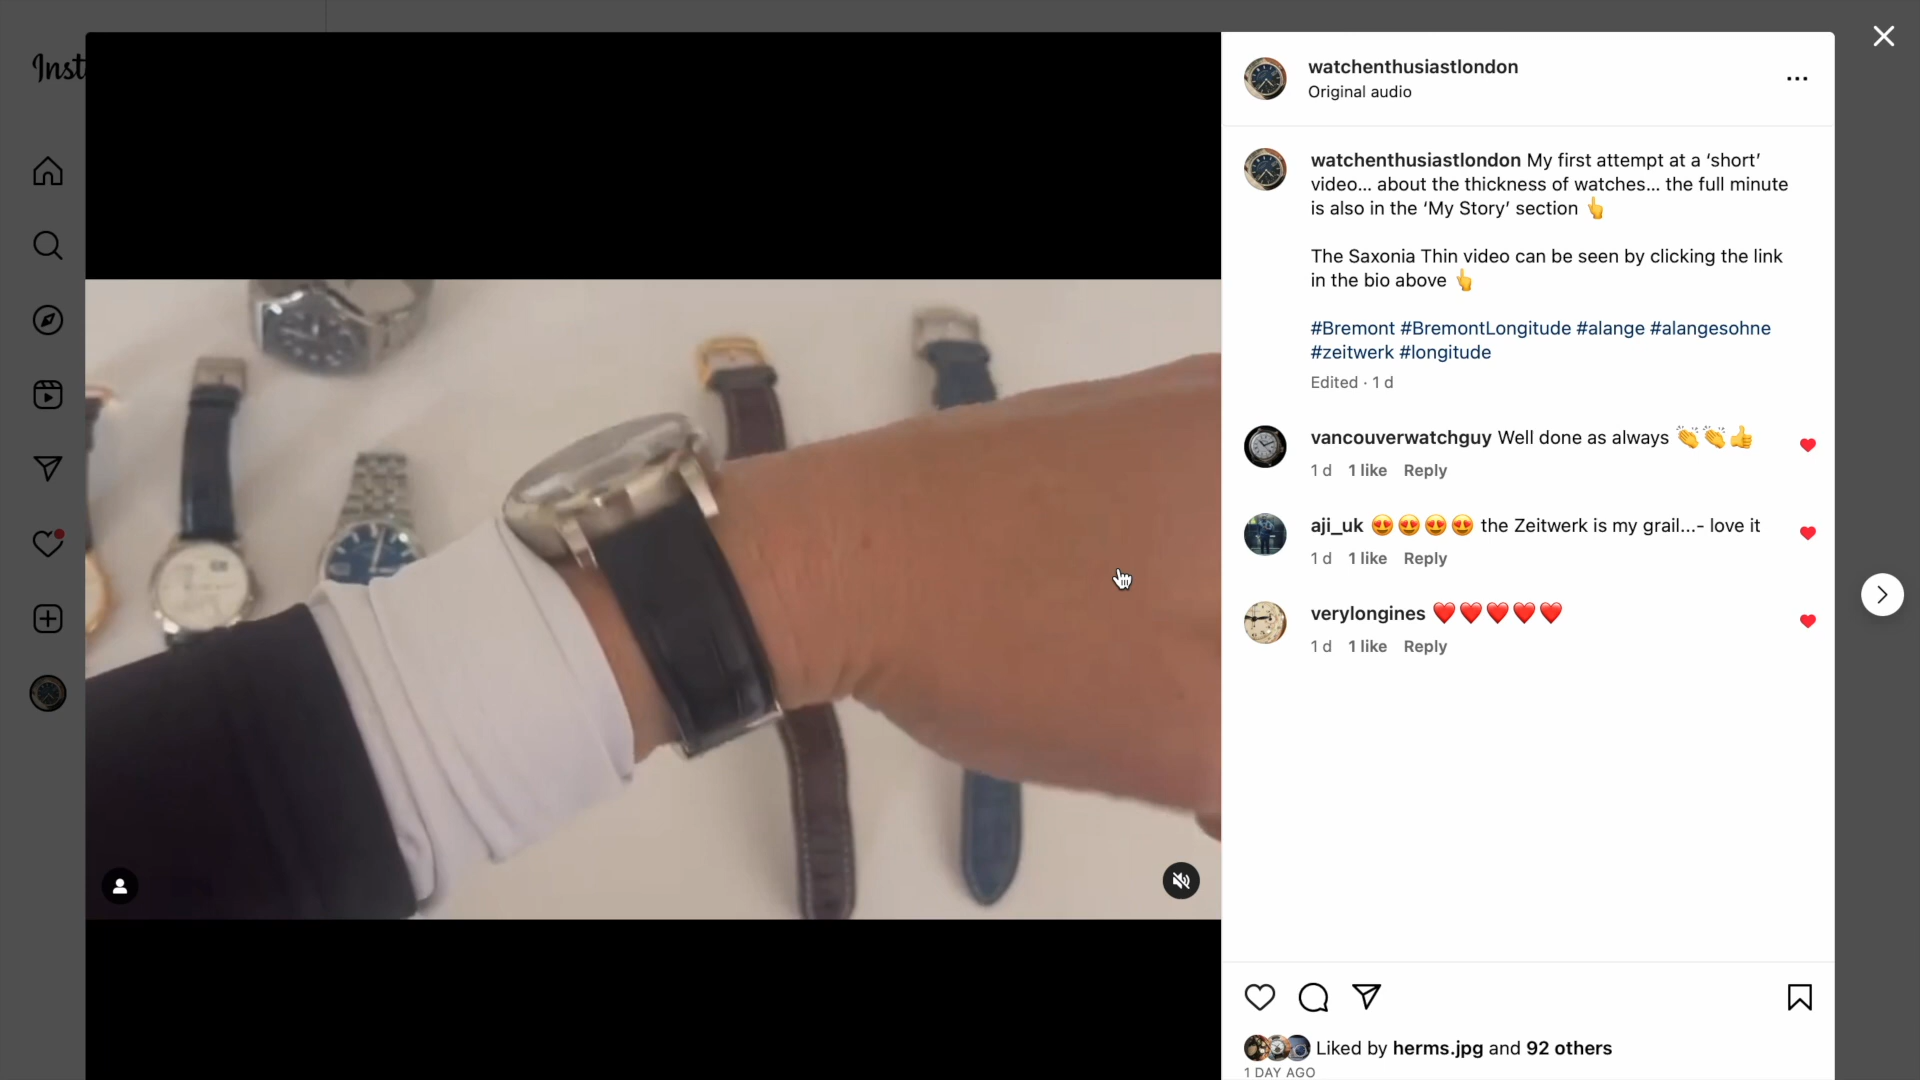 Inst
watchenthusiastlondon
Original audio
watchenthusiastlondon My first attempt at a ‘short’
video... about the thickness of watches... the full minute
is also in the ‘My Story’ section 👆
The Saxonia Thin video can be seen by clicking the link
in the bio above 👆
#Bremont #BremontLongitude #alange #alangesohne
#zeitwerk #longitude
Edited · 1 d
vancouverwatchguy Well done as always 👏👏👍
1 d 1 like Reply
aji_uk 😍😍😍😍 the Zeitwerk is my grail...- love it
1 d 1 like Reply
verylongines ❤️❤️❤️❤️❤️
1 d 1 like Reply
Liked by herms.jpg and 92 others
1 DAY AGO